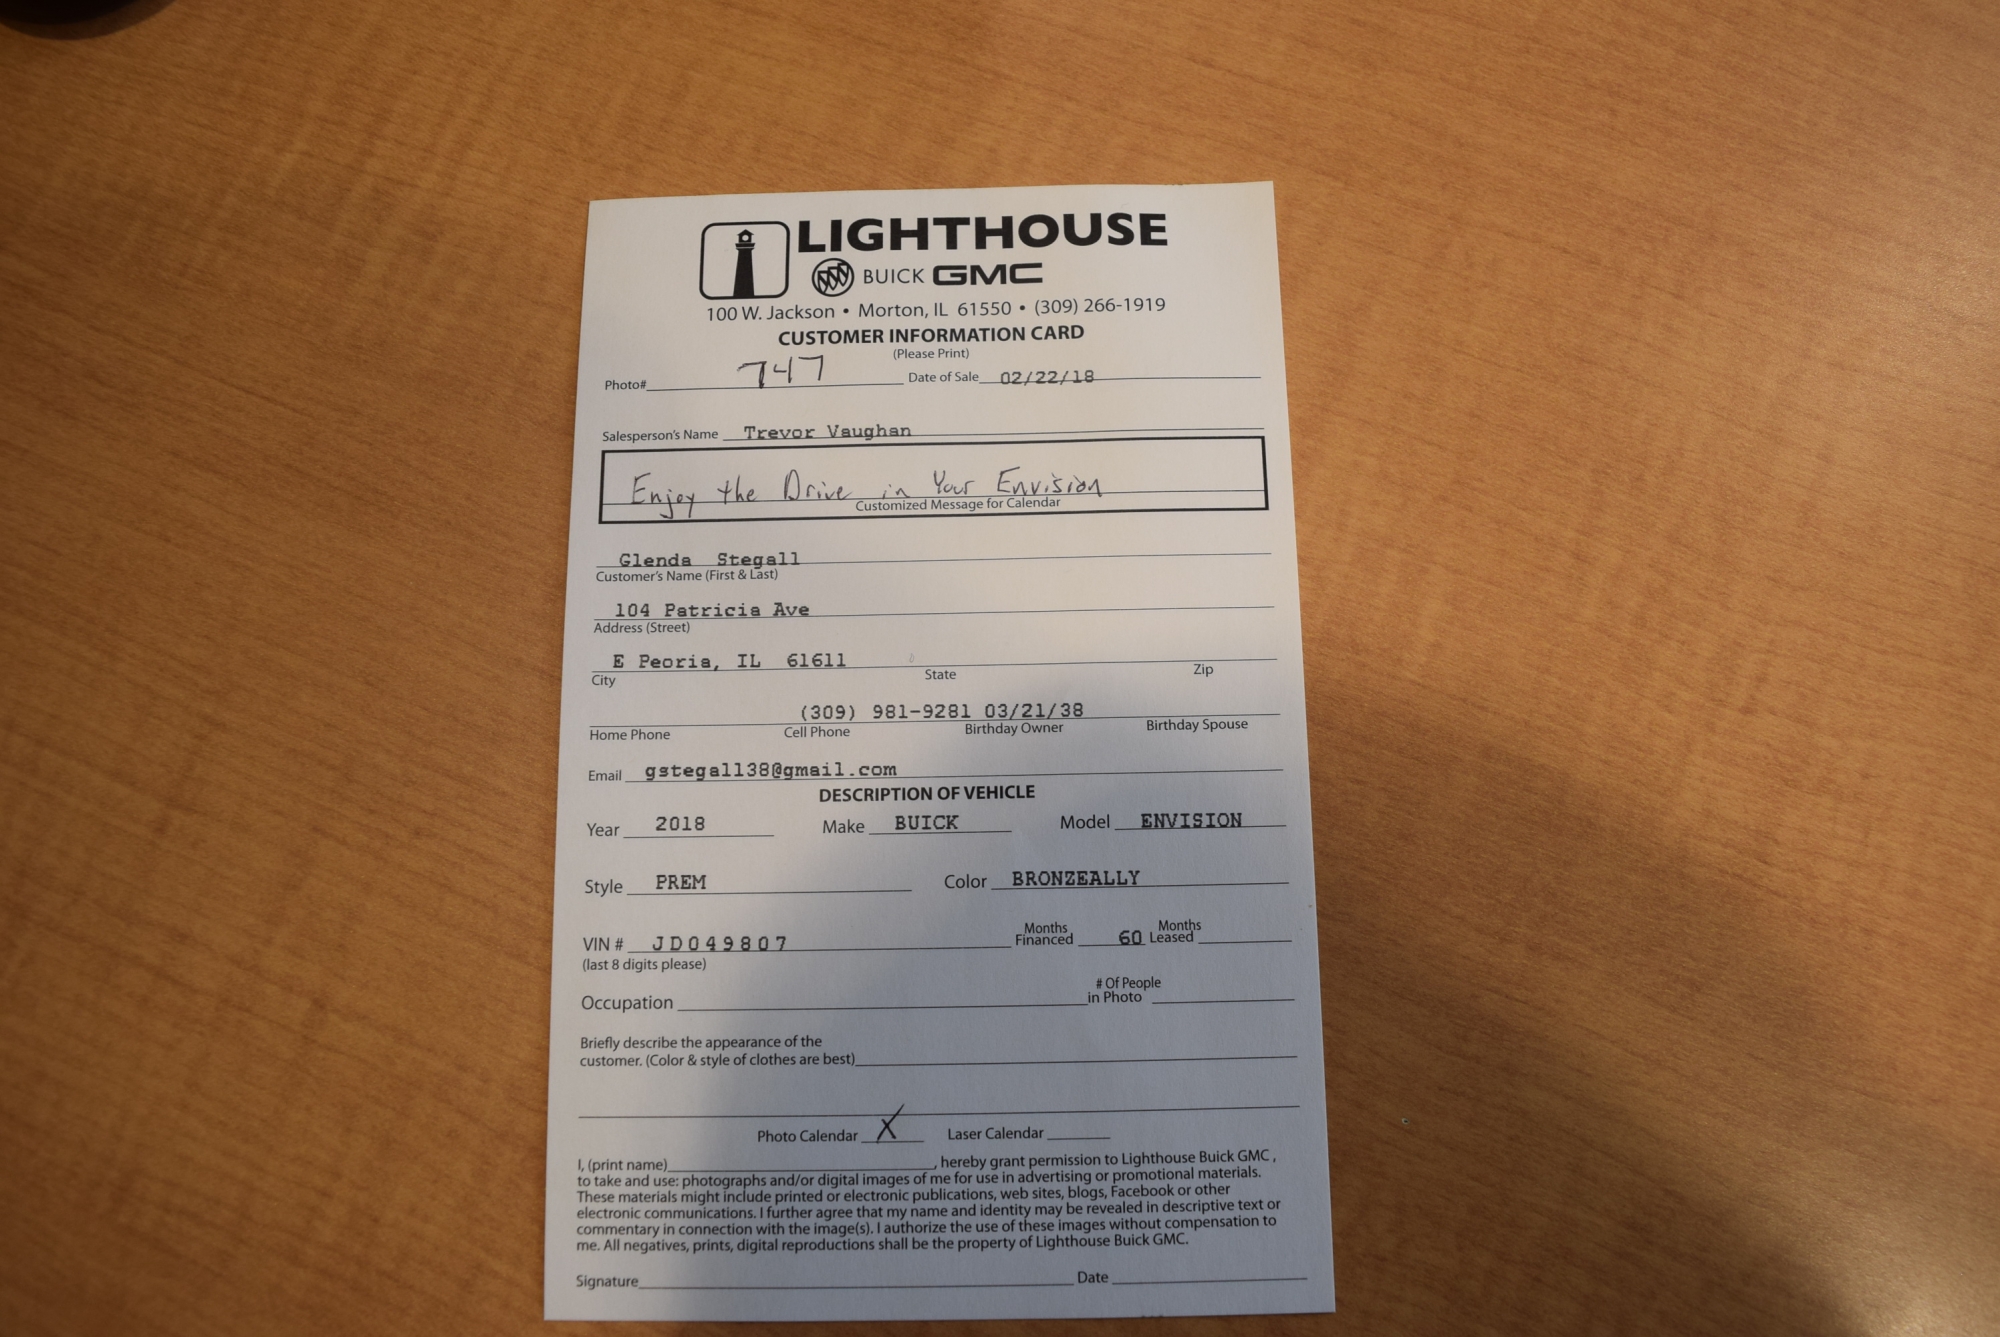 LIGHTHOUSE
BUICK GMC
100 W. Jackson • Morton, IL 61550 • (309) 266-1919
CUSTOMER INFORMATION CARD
(Please Print)
Photo# 747 Date of Sale 02/22/18
Salesperson's Name Trevor Vaughan
Enjoy the Drive in Your Envision
Customized Message for Calendar
Glenda Stegall
Customer's Name (First & Last)
104 Patricia Ave
Address (Street)
E Peoria, IL 61611
City State Zip
(309) 981-9281 03/21/38
Home Phone Cell Phone Birthday Owner Birthday Spouse
Email gstegall38@gmail.com
DESCRIPTION OF VEHICLE
Year 2018 Make BUICK Model ENVISION
Style PREM Color BRONZEALLY
VIN # JD049807 Months Financed 60 Months Leased
(last 8 digits please)
Occupation # Of People in Photo
Briefly describe the appearance of the
customer. (Color & style of clothes are best)
Photo Calendar X Laser Calendar
I, (print name) , hereby grant permission to Lighthouse Buick GMC ,
to take and use: photographs and/or digital images of me for use in advertising or promotional materials.
These materials might include printed or electronic publications, web sites, blogs, Facebook or other
electronic communications. I further agree that my name and identity may be revealed in descriptive text or
commentary in connection with the image(s). I authorize the use of these images without compensation to
me. All negatives, prints, digital reproductions shall be the property of Lighthouse Buick GMC.
Signature Date